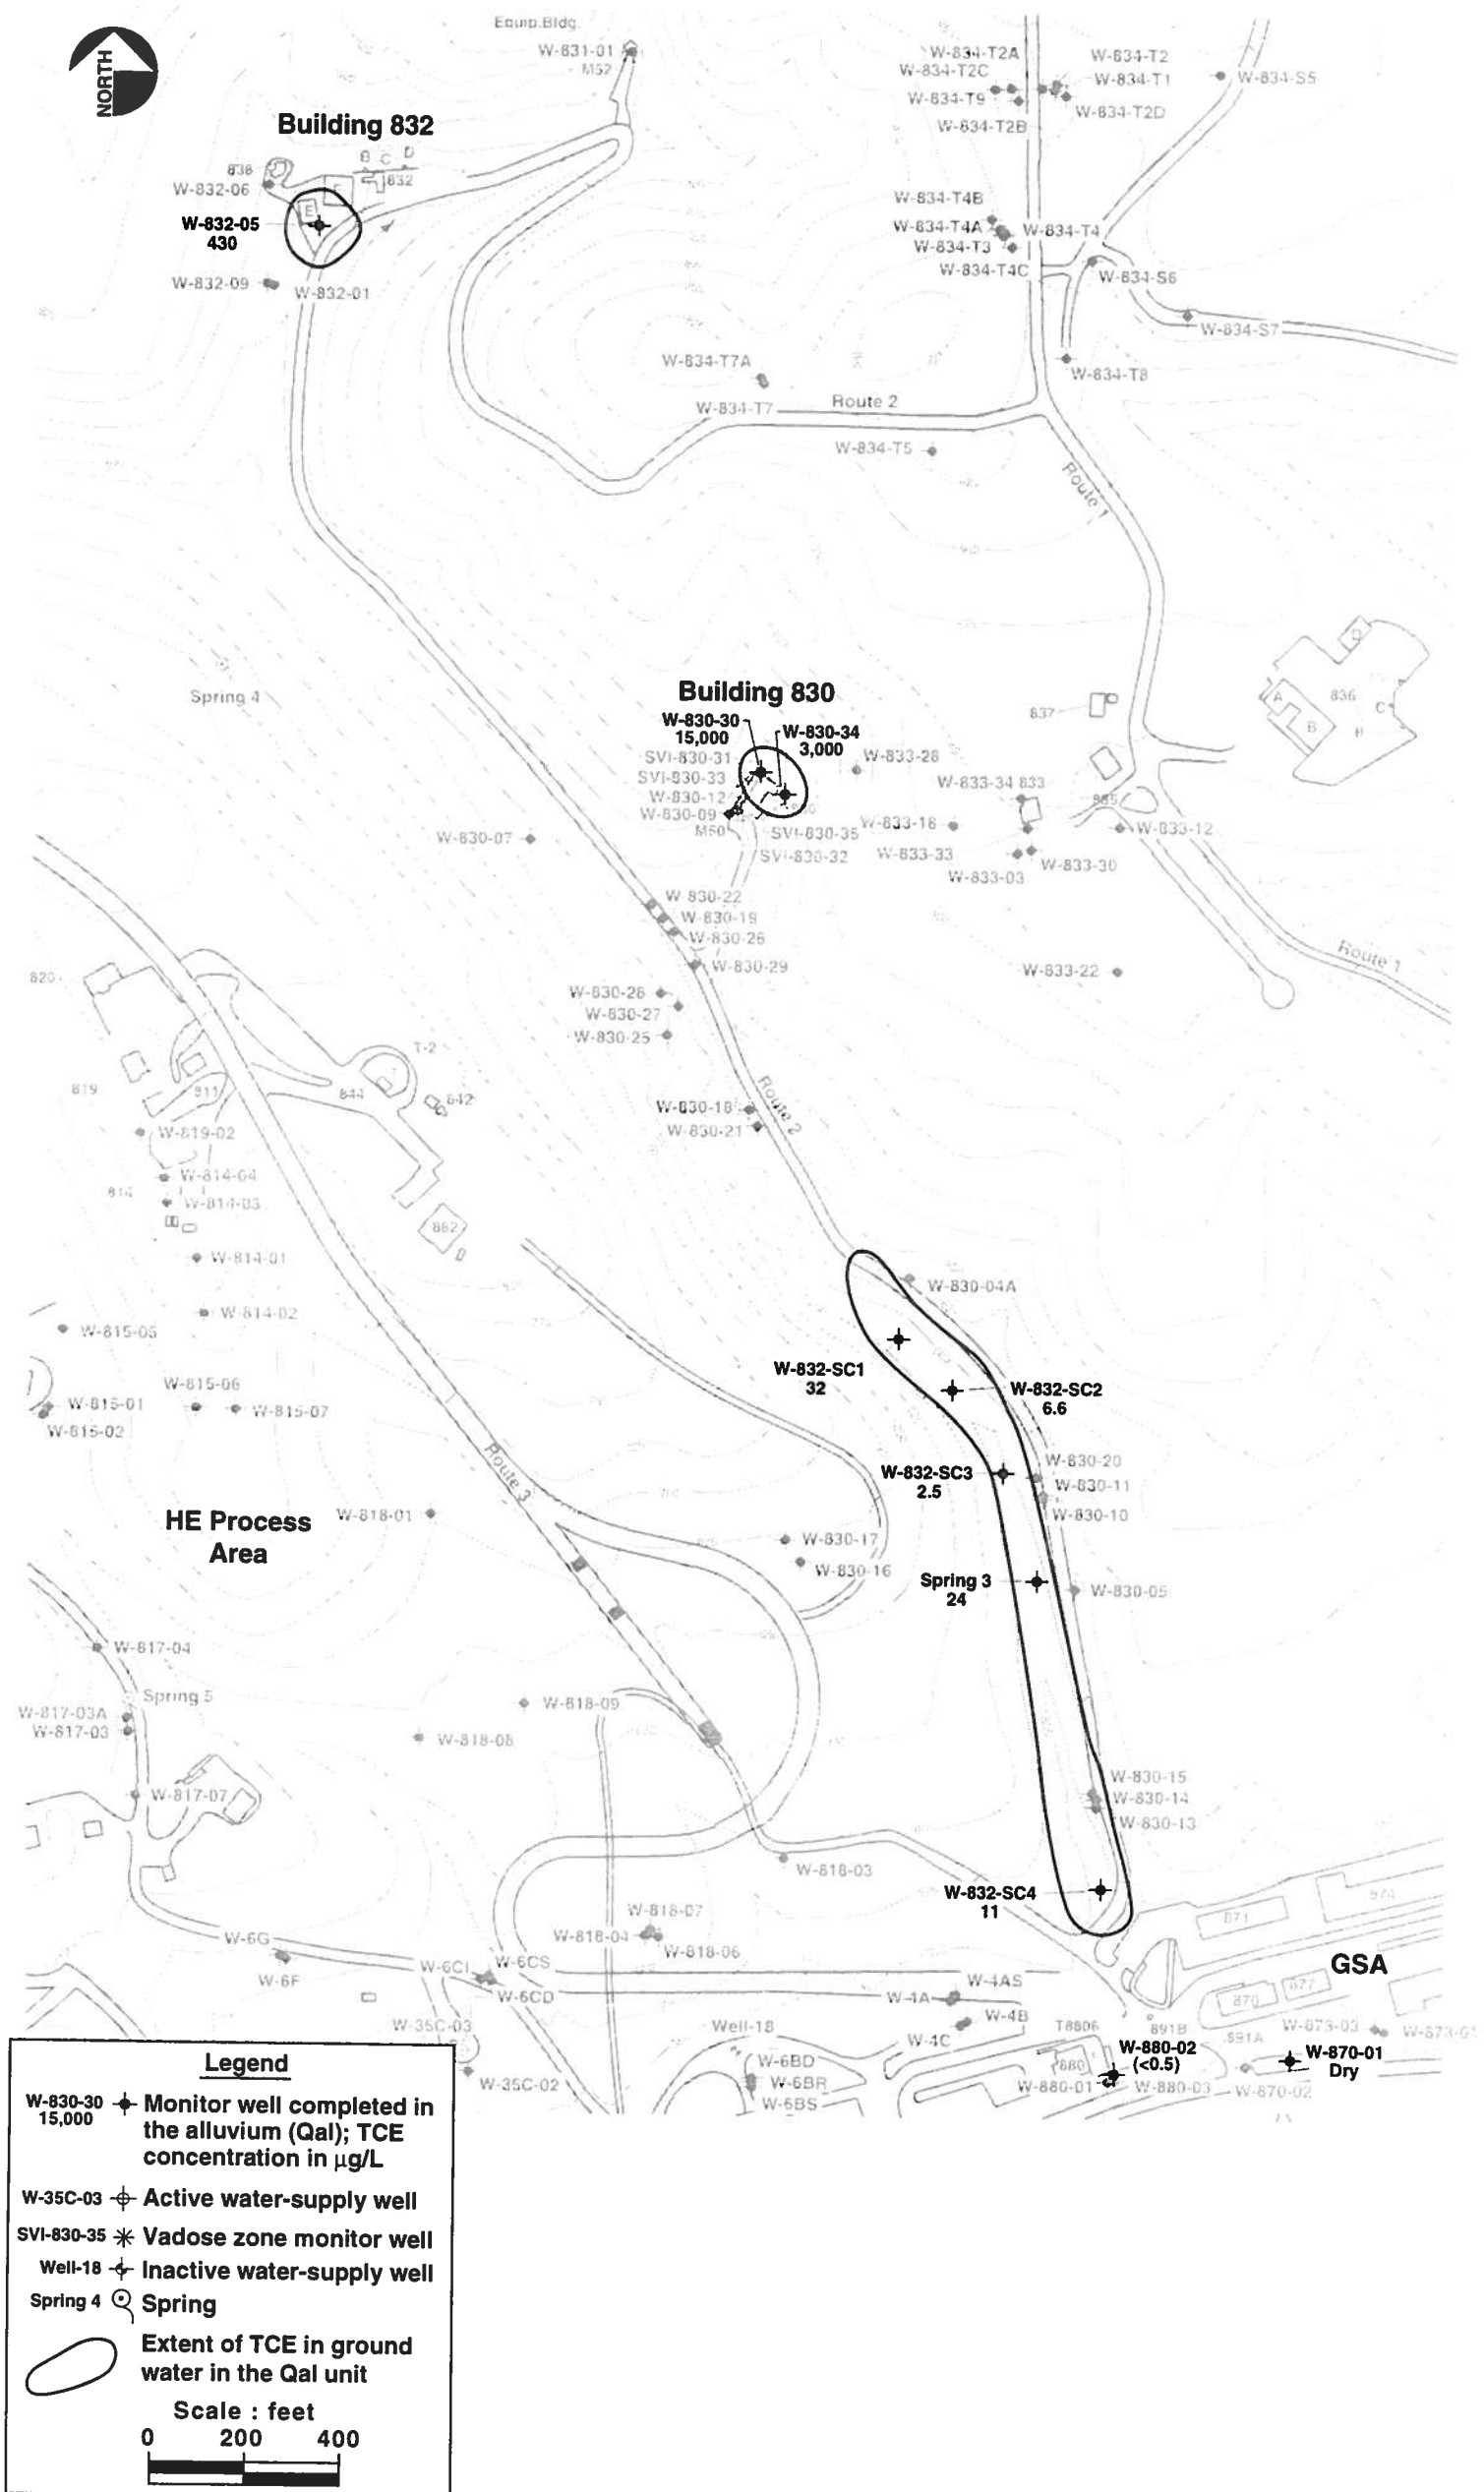 NORTH
Equip.Bldg.
W-831-01
M52
Building 832
B C D
838
832
W-832-06
F
E
W-832-05
430
W-832-09
W-832-01
W-834-T2A
W-834-T2
W-834-T2C
W-834-T1
W-834-S5
W-834-T9
W-834-T2D
W-834-T2B
W-834-T4B
W-834-T4A
W-834-T4
W-834-T3
W-834-T4C
W-834-S6
W-834-S7
W-834-T7A
W-834-T8
W-834-T7
Route 2
W-834-T5
Route 1
Spring 4
Building 830
W-830-30
15,000
W-830-34
3,000
SVI-830-31
SVI-830-33
W-830-12
W-830-09
M50
SVI-830-35
SVI-830-32
W-833-28
W-833-34
833
W-833-18
W-833-33
W-833-03
W-833-30
W-833-12
837
836
A
B
C
D
W-830-07
W-830-22
W-830-19
W-830-26
W-830-29
W-833-22
Route 1
W-830-28
W-830-27
W-830-25
820
819
811
T-2
844
842
W-830-18
W-830-21
Route 2
W-819-02
W-814-04
814
W-814-03
882
W-814-01
W-814-02
W-815-05
W-830-04A
W-832-SC1
32
W-832-SC2
6.6
W-815-06
W-815-01
W-815-07
W-815-02
Route 3
W-832-SC3
2.5
W-830-20
W-830-11
W-830-10
HE Process
Area
W-818-01
W-830-17
W-830-16
Spring 3
24
W-830-05
W-817-04
Spring 5
W-817-03A
W-817-03
W-818-09
W-818-08
W-817-07
W-830-15
W-830-14
W-830-13
W-818-03
W-832-SC4
11
W-818-07
W-818-04
W-818-06
871
874
GSA
W-6G
W-6F
W-6CI
W-6CS
W-6CD
W-4AS
W-4A
W-4B
W-4C
870
877
W-35C-03
W-35C-02
Well-18
W-6BD
W-6BR
W-6BS
T8806
891B
891A
W-873-03
W-873-01
880
W-880-02
(<0.5)
W-880-01
W-880-03
W-870-02
W-870-01
Dry
Legend
W-830-30
15,000
Monitor well completed in
the alluvium (Qal); TCE
concentration in µg/L
W-35C-03 Active water-supply well
SVI-830-35 Vadose zone monitor well
Well-18 Inactive water-supply well
Spring 4 Spring
Extent of TCE in ground
water in the Qal unit
Scale : feet
0 200 400